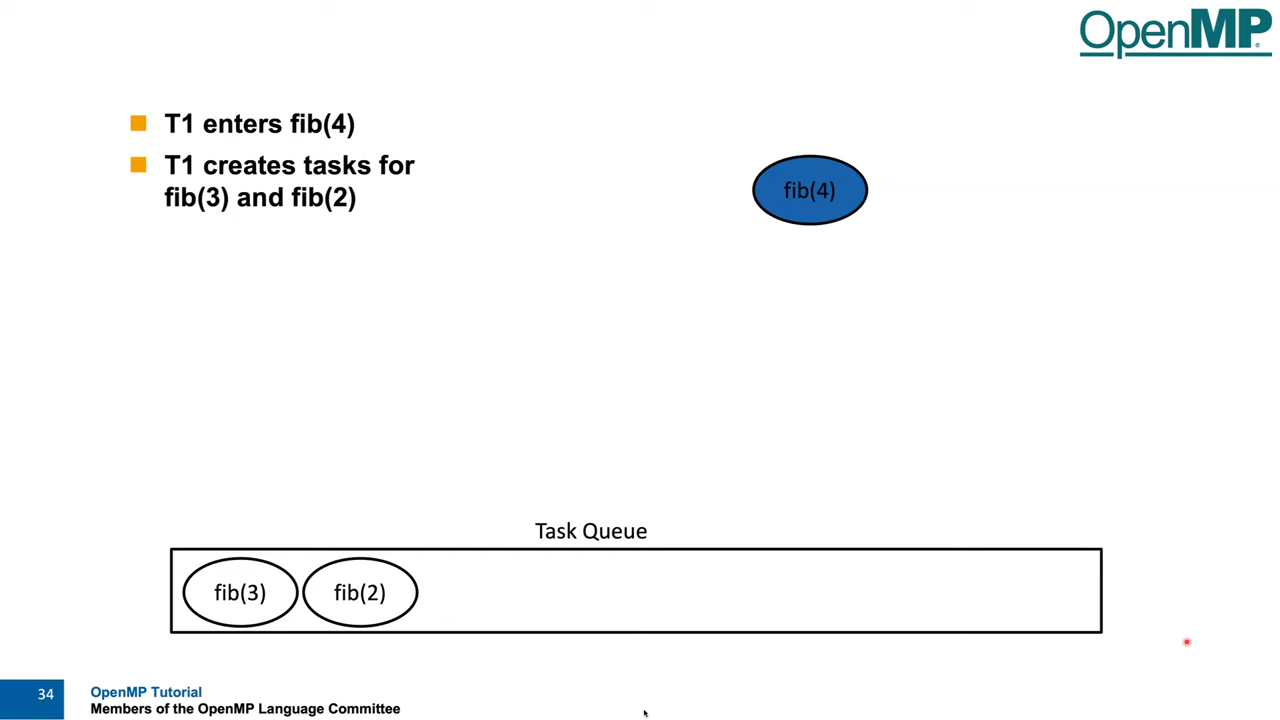 OpenMP
T1 enters fib(4)
T1 creates tasks for
fib(3) and fib(2)
fib(4)
Task Queue
fib(3) fib(2)
34
OpenMP Tutorial
Members of the OpenMP Language Committee